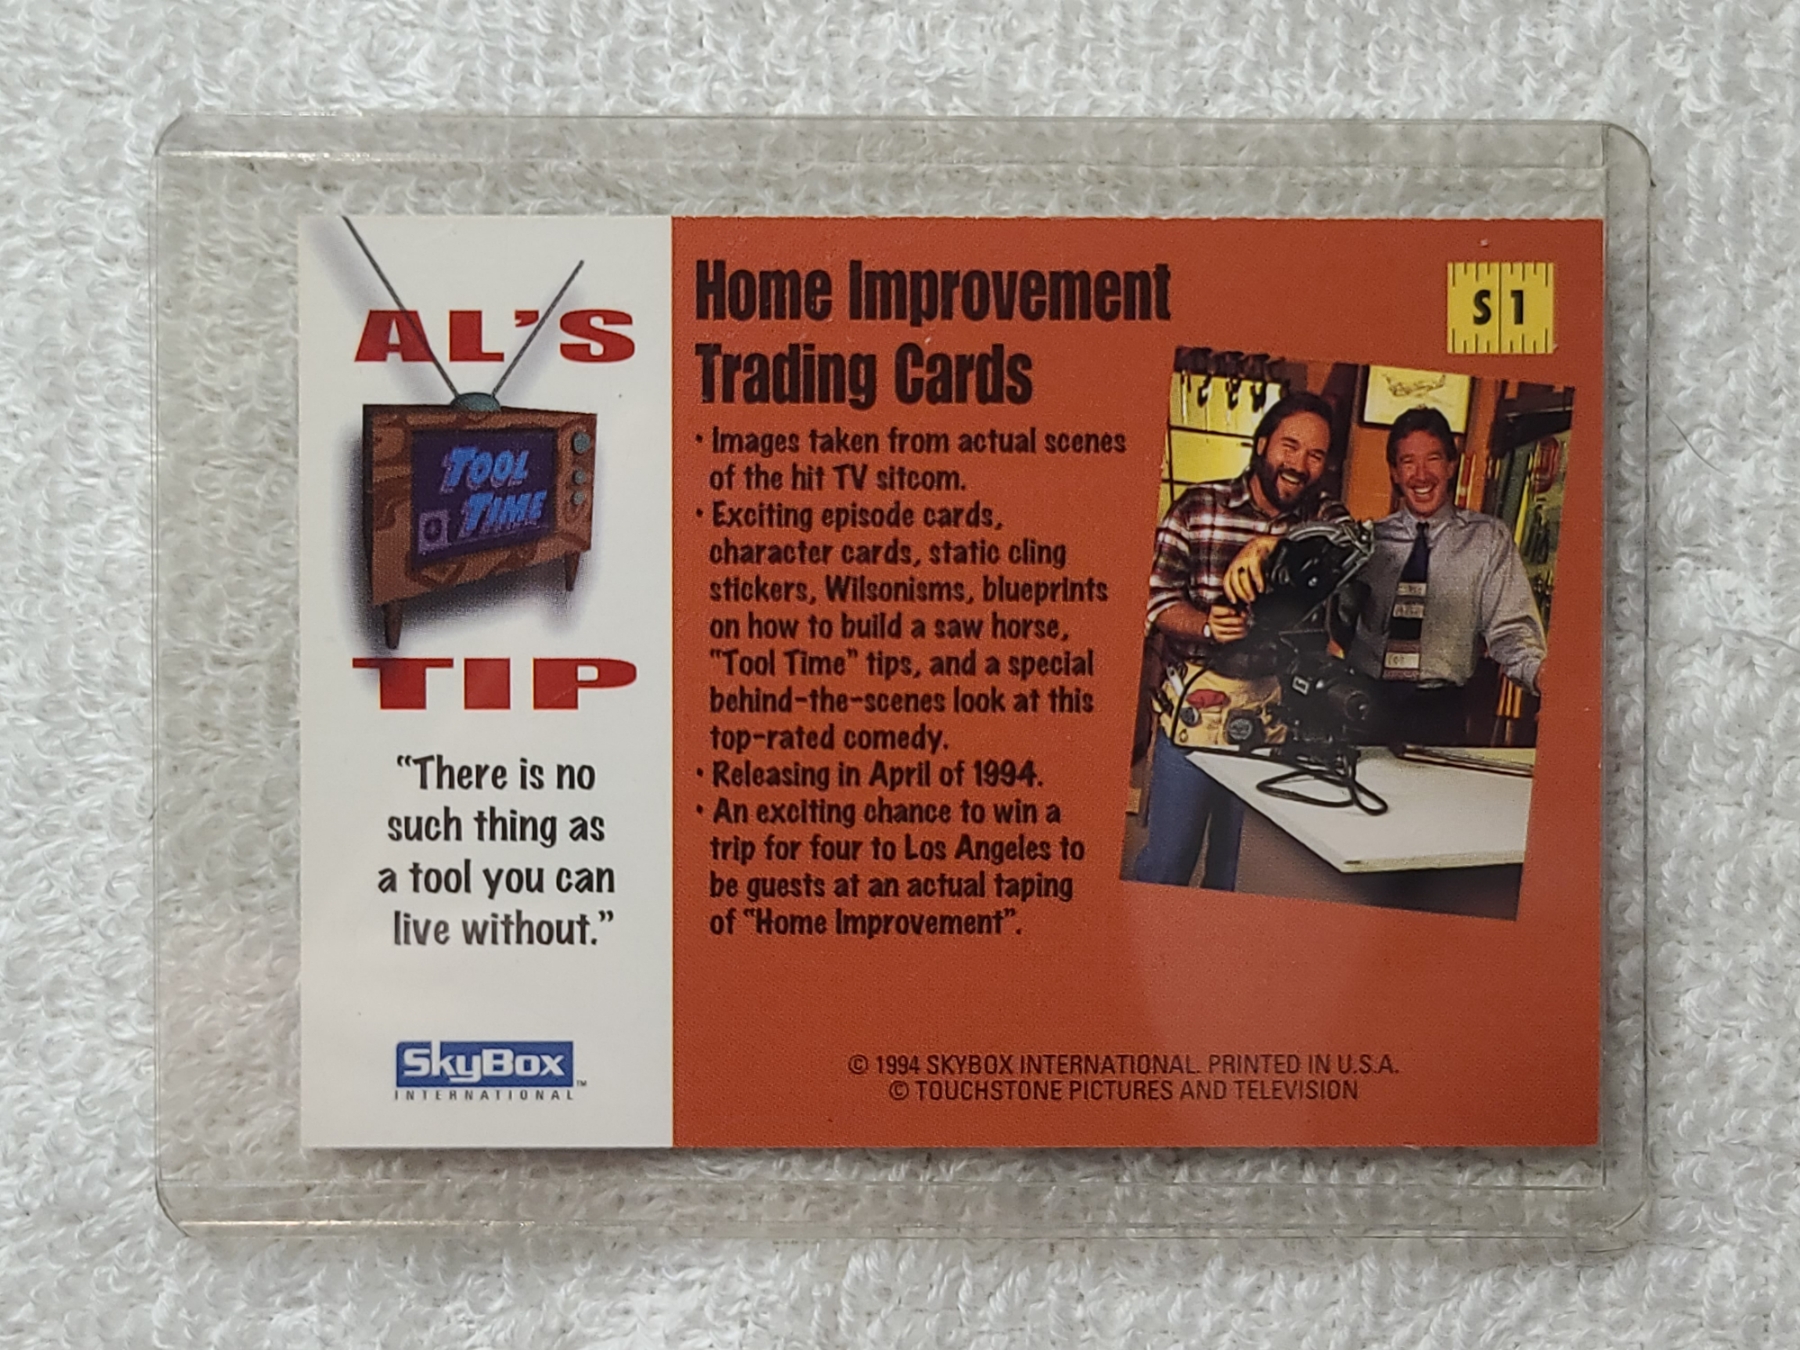 AL'S
TOOL
TIME
TIP
“There is no
such thing as
a tool you can
live without.”
SkyBox™
INTERNATIONAL
Home Improvement
Trading Cards
S 1
• Images taken from actual scenes
of the hit TV sitcom.
• Exciting episode cards,
character cards, static cling
stickers, Wilsonisms, blueprints
on how to build a saw horse,
"Tool Time" tips, and a special
behind-the-scenes look at this
top-rated comedy.
• Releasing in April of 1994.
• An exciting chance to win a
trip for four to Los Angeles to
be guests at an actual taping
of "Home Improvement".
© 1994 SKYBOX INTERNATIONAL. PRINTED IN U.S.A.
© TOUCHSTONE PICTURES AND TELEVISION